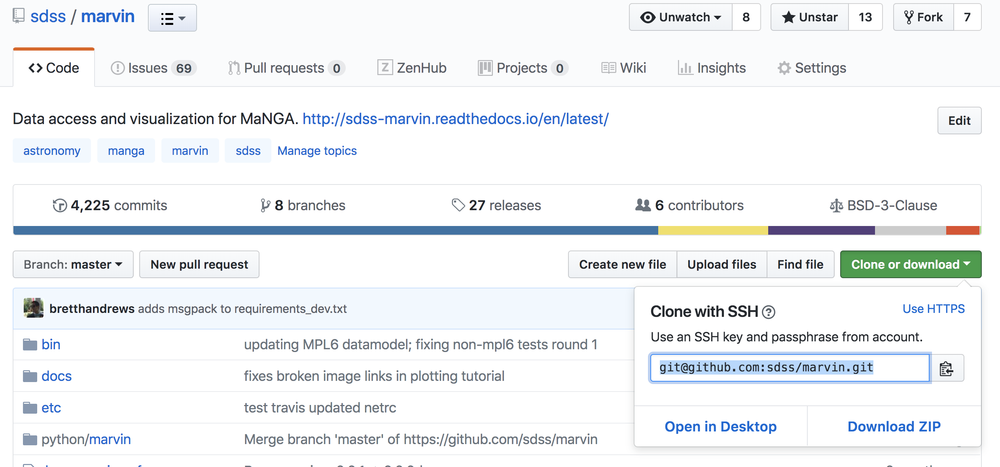 sdss / marvin
Unwatch 8 Unstar 13 Fork 7
Code Issues 69 Pull requests 0 ZenHub Projects 0 Wiki Insights Settings
Data access and visualization for MaNGA. http://sdss-marvin.readthedocs.io/en/latest/ Edit
astronomy manga marvin sdss Manage topics
4,225 commits 8 branches 27 releases 6 contributors BSD-3-Clause
Branch: master New pull request Create new file Upload files Find file Clone or download
bretthandrews adds msgpack to requirements_dev.txt
Clone with SSH Use HTTPS
Use an SSH key and passphrase from account.
git@github.com:sdss/marvin.git
Open in Desktop Download ZIP
bin updating MPL6 datamodel; fixing non-mpl6 tests round 1
docs fixes broken image links in plotting tutorial
etc test travis updated netrc
python/marvin Merge branch 'master' of https://github.com/sdss/marvin